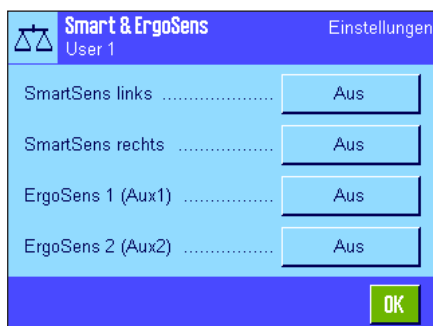 Smart & ErgoSens Einstellungen
User 1
SmartSens links .................... Aus
SmartSens rechts .................. Aus
ErgoSens 1 (Aux1) ................ Aus
ErgoSens 2 (Aux2) ................ Aus
OK